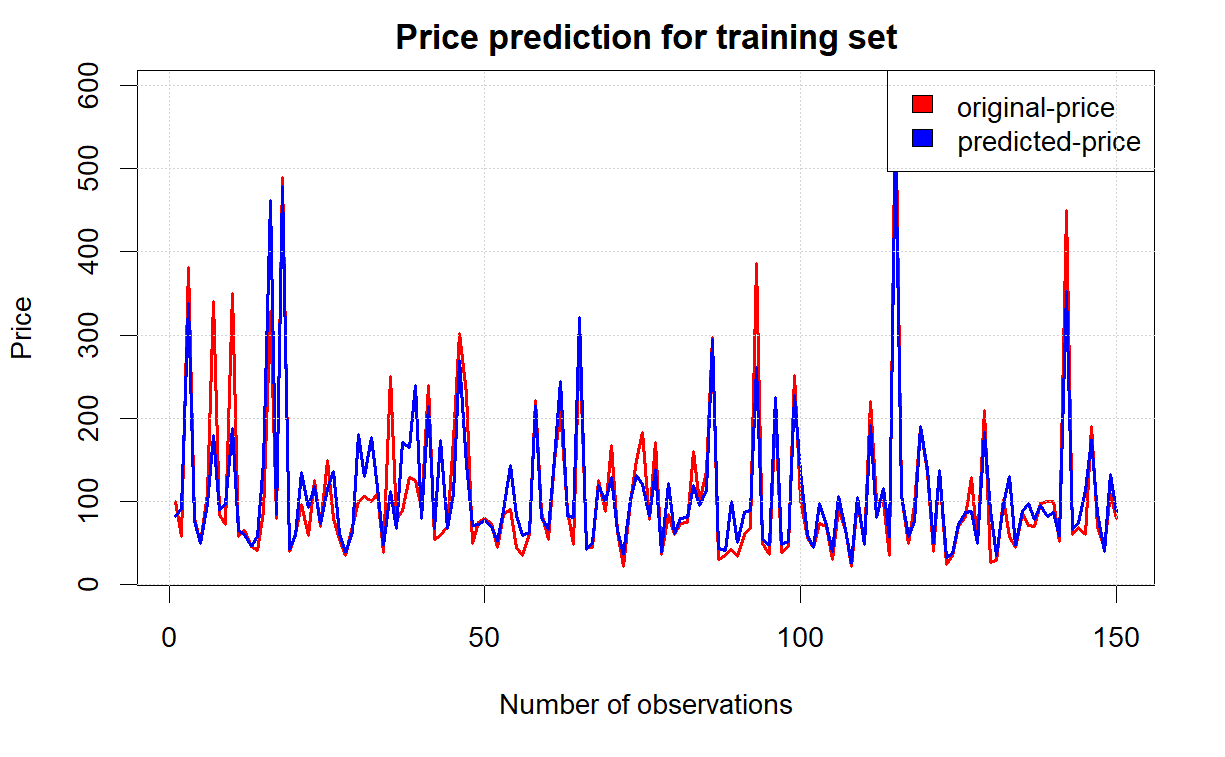 Price prediction for training set
original-price
predicted-price
600
500
400
300
200
100
0
Price
0 50 100 150
Number of observations